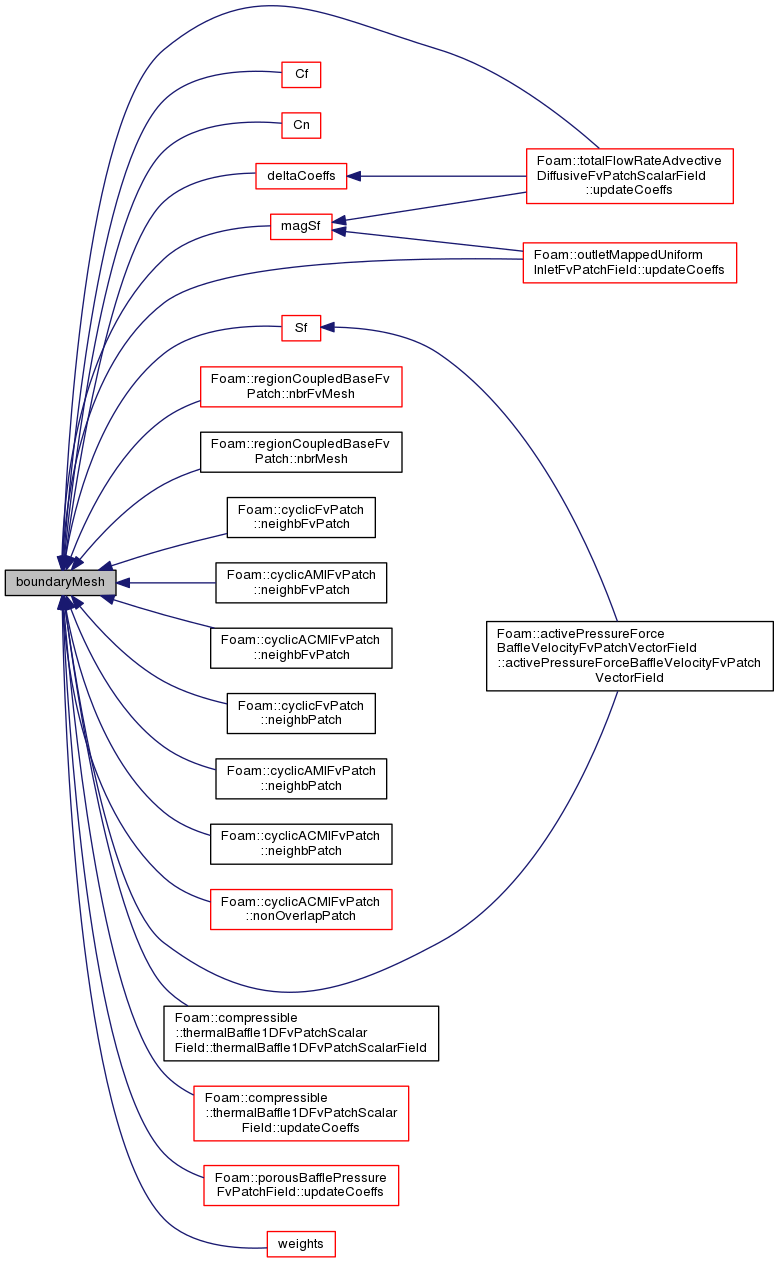 Cf
Cn
Foam::totalFlowRateAdvective
DiffusiveFvPatchScalarField
::updateCoeffs
deltaCoeffs
magSf
Foam::outletMappedUniform
InletFvPatchField::updateCoeffs
Sf
Foam::regionCoupledBaseFv
Patch::nbrFvMesh
Foam::regionCoupledBaseFv
Patch::nbrMesh
Foam::cyclicFvPatch
::neighbFvPatch
boundaryMesh
Foam::cyclicAMIFvPatch
::neighbFvPatch
Foam::cyclicACMIFvPatch
::neighbFvPatch
Foam::activePressureForce
BaffleVelocityFvPatchVectorField
::activePressureForceBaffleVelocityFvPatch
VectorField
Foam::cyclicFvPatch
::neighbPatch
Foam::cyclicAMIFvPatch
::neighbPatch
Foam::cyclicACMIFvPatch
::neighbPatch
Foam::cyclicACMIFvPatch
::nonOverlapPatch
Foam::compressible
::thermalBaffle1DFvPatchScalar
Field::thermalBaffle1DFvPatchScalarField
Foam::compressible
::thermalBaffle1DFvPatchScalar
Field::updateCoeffs
Foam::porousBafflePressure
FvPatchField::updateCoeffs
weights